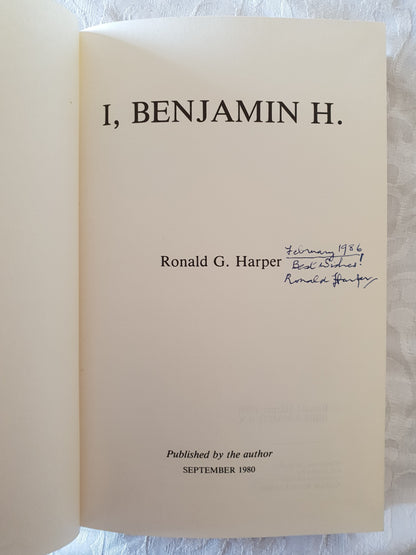 I, BENJAMIN H.
Ronald G. Harper
February 1986
Best Wishes!
Ronald Harper
Published by the author
SEPTEMBER 1980